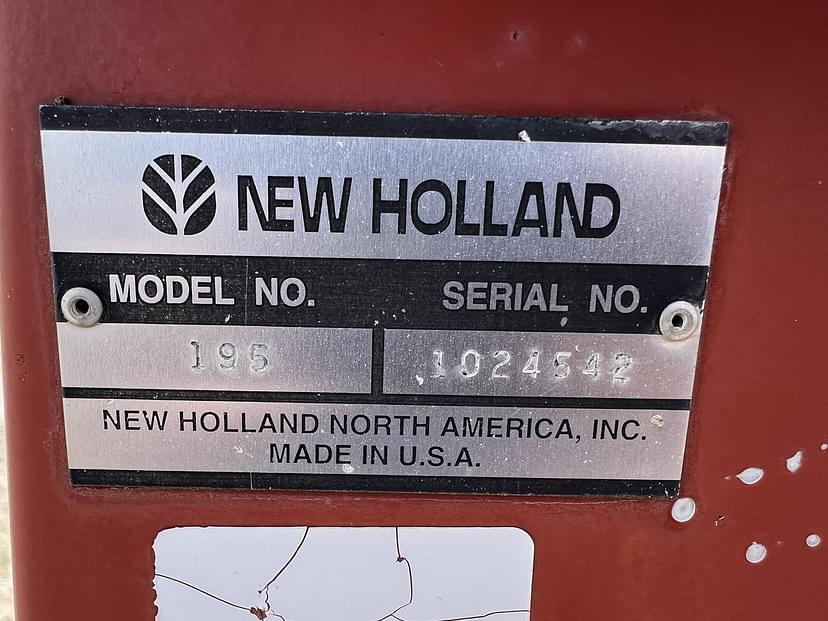 NEW HOLLAND
MODEL NO. SERIAL NO.
195 1024542
NEW HOLLAND NORTH AMERICA, INC.
MADE IN U.S.A.